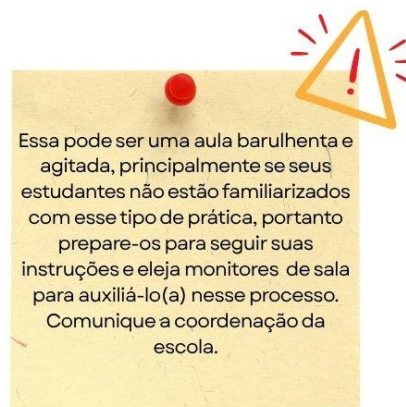 Essa pode ser uma aula barulhenta e
agitada, principalmente se seus
estudantes não estão familiarizados
com esse tipo de prática, portanto
prepare-os para seguir suas
instruções e eleja monitores de sala
para auxiliá-lo(a) nesse processo.
Comunique a coordenação da
escola.